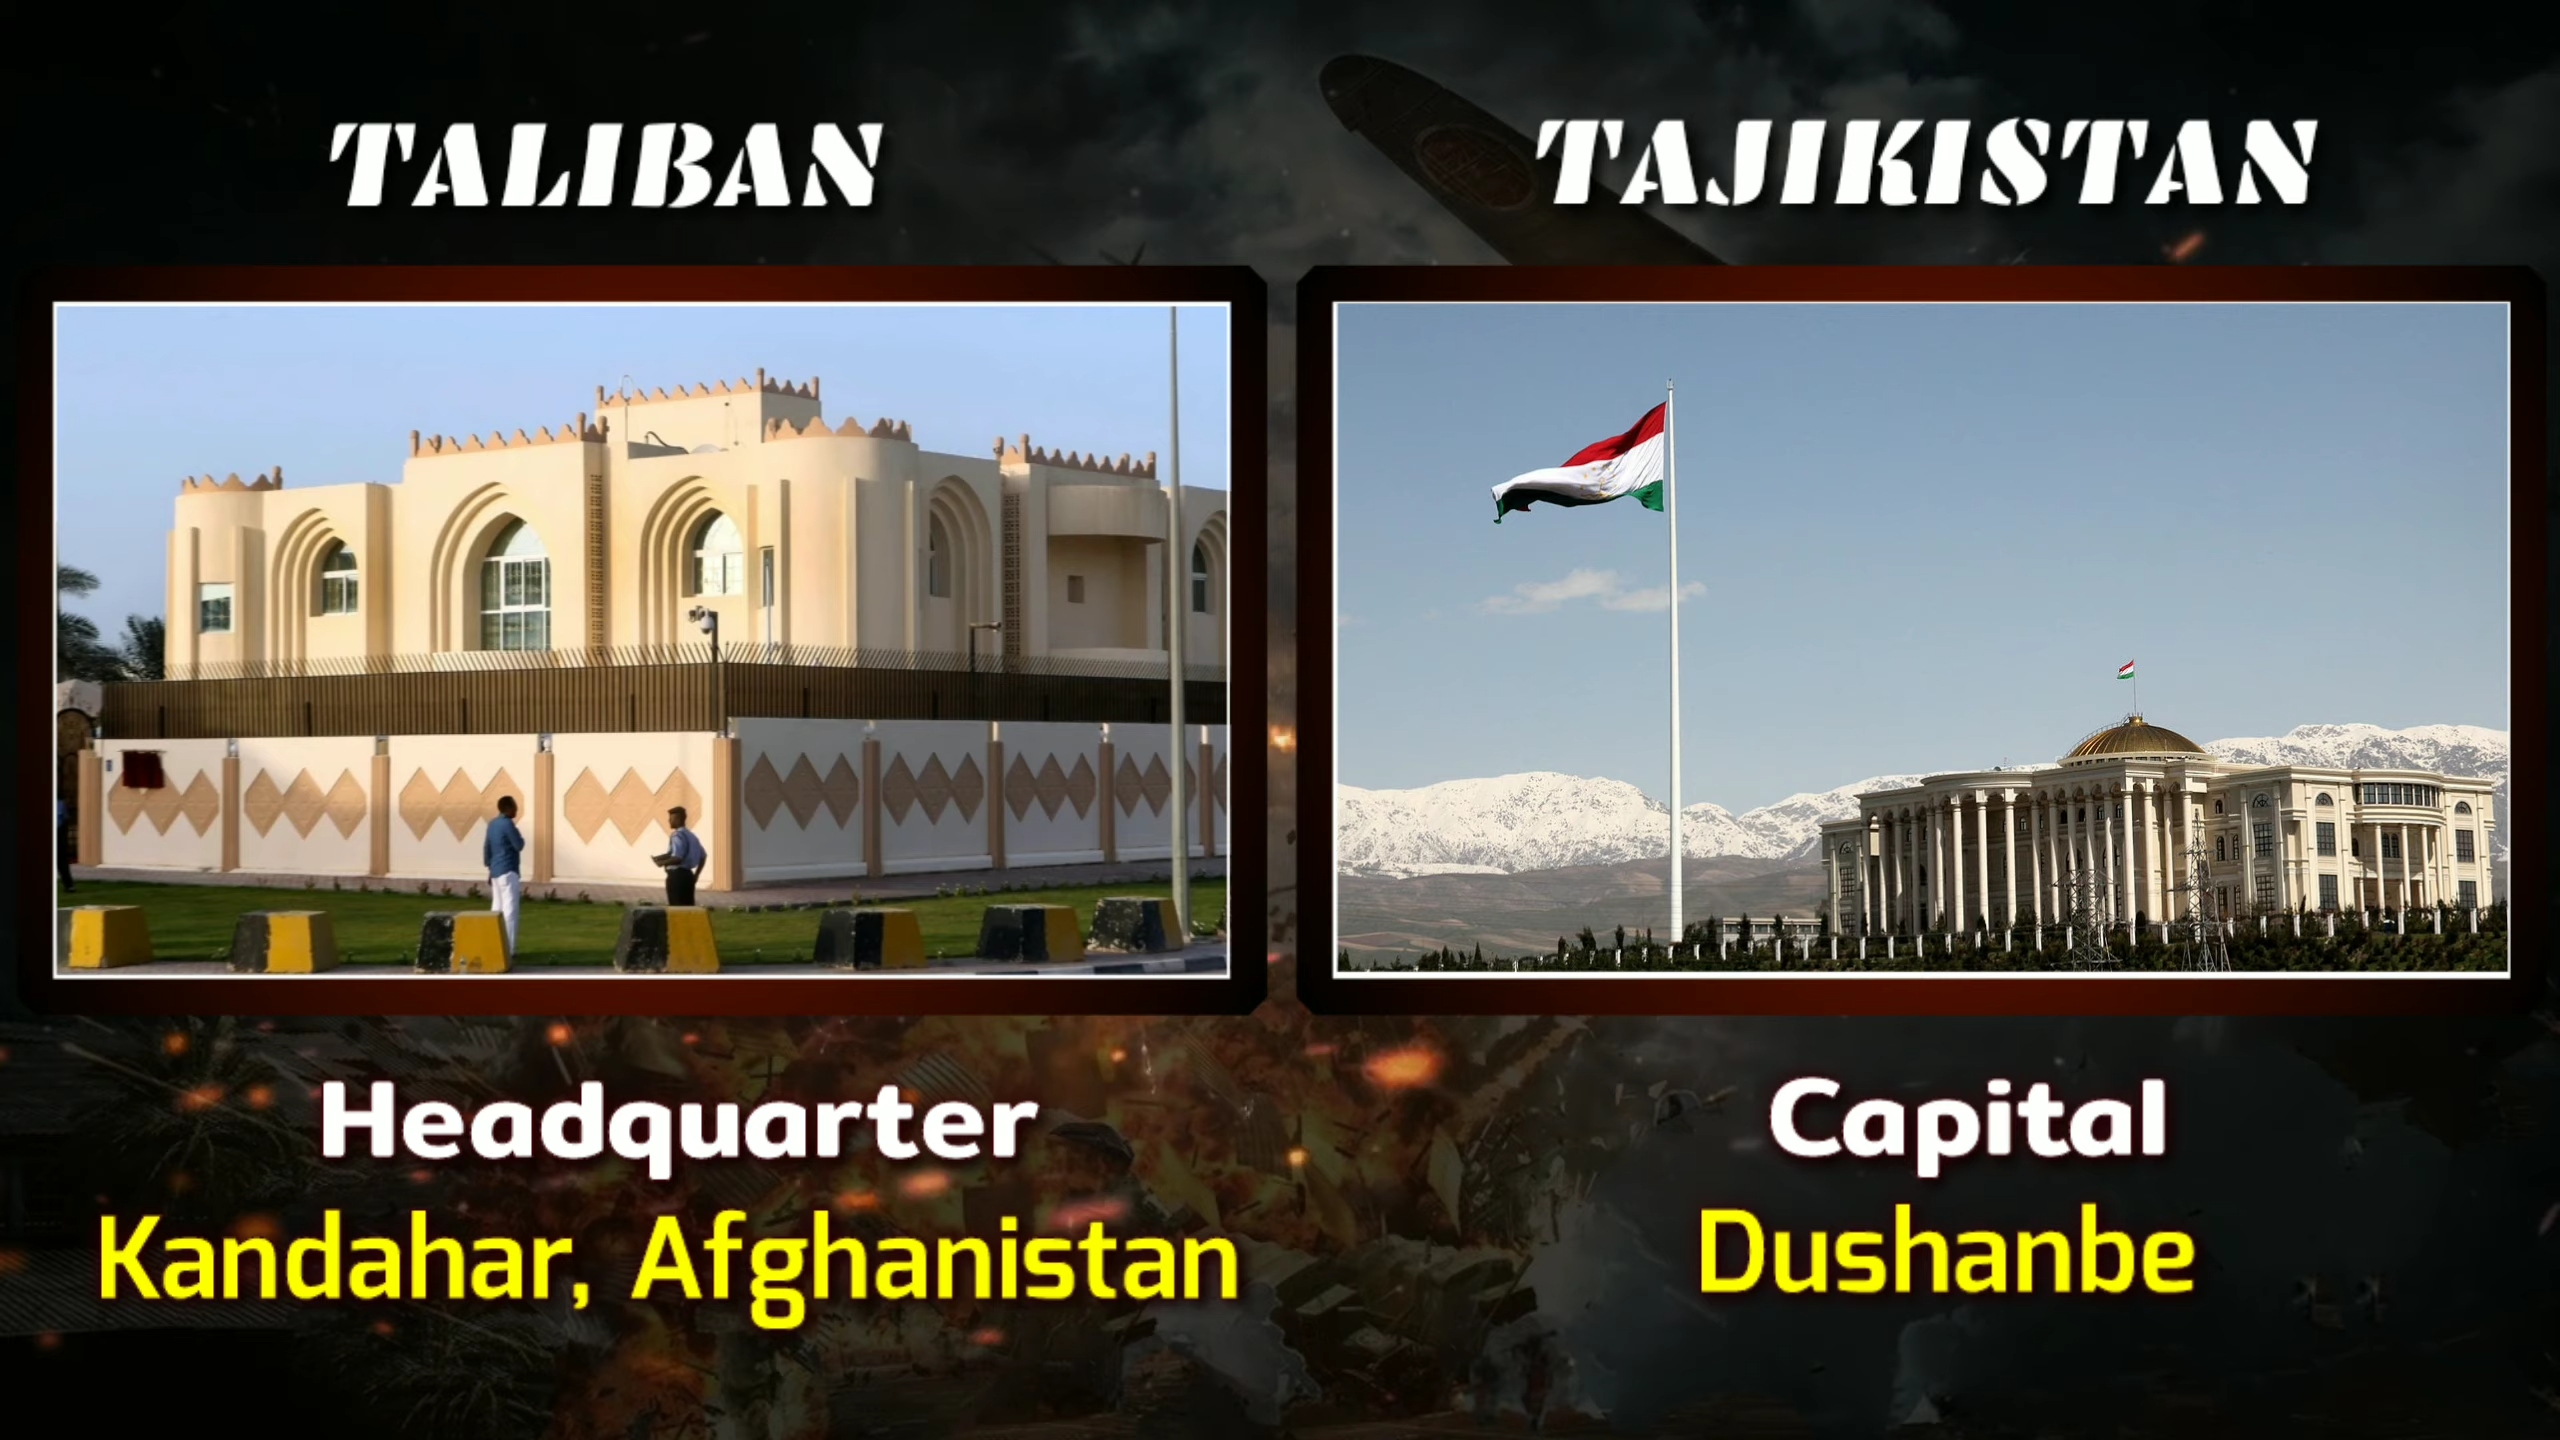 TALIBAN
TAJIKISTAN
Headquarter
Kandahar, Afghanistan
Capital
Dushanbe